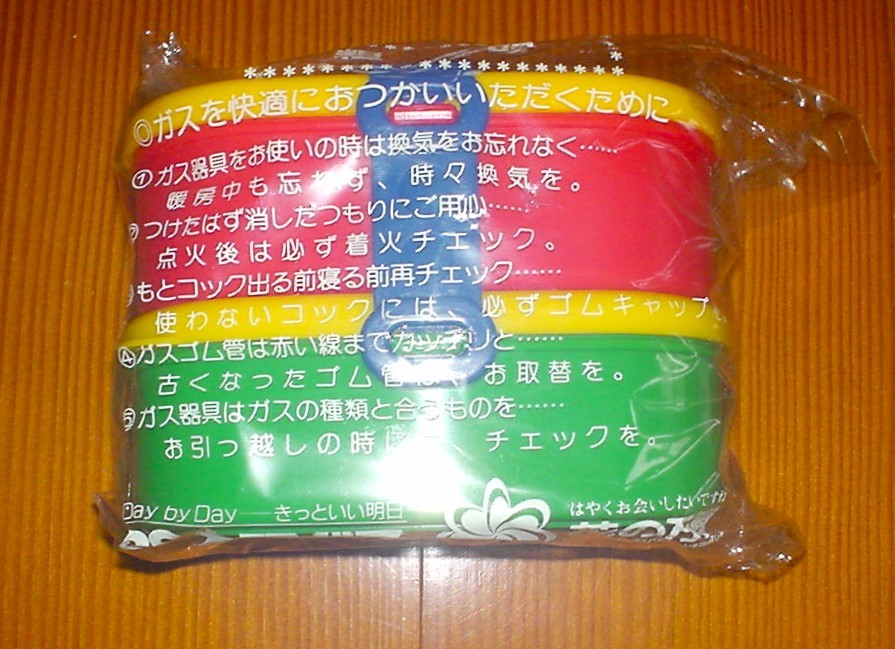 ＊＊＊＊＊＊＊＊＊＊＊＊＊＊＊＊＊＊＊＊＊
◎ガスを快適におつかいいただくために
①ガス器具をお使いの時は換気をお忘れなく……
暖房中も忘れず、時々換気を。
②つけたはず消しだつもりにご用心……
点火後は必ず着火チェック。
もとコック出る前寝る前再チェック……
使わないコックには、必ずゴムキャップ
④ガスゴム管は赤い線までカッチリと……
古くなったゴム管は、お取替を。
⑤ガス器具はガスの種類と合うものを……
お引っ越しの時は、チェックを。
Day by Day──きっといい明日
はやくお会いしたいですね